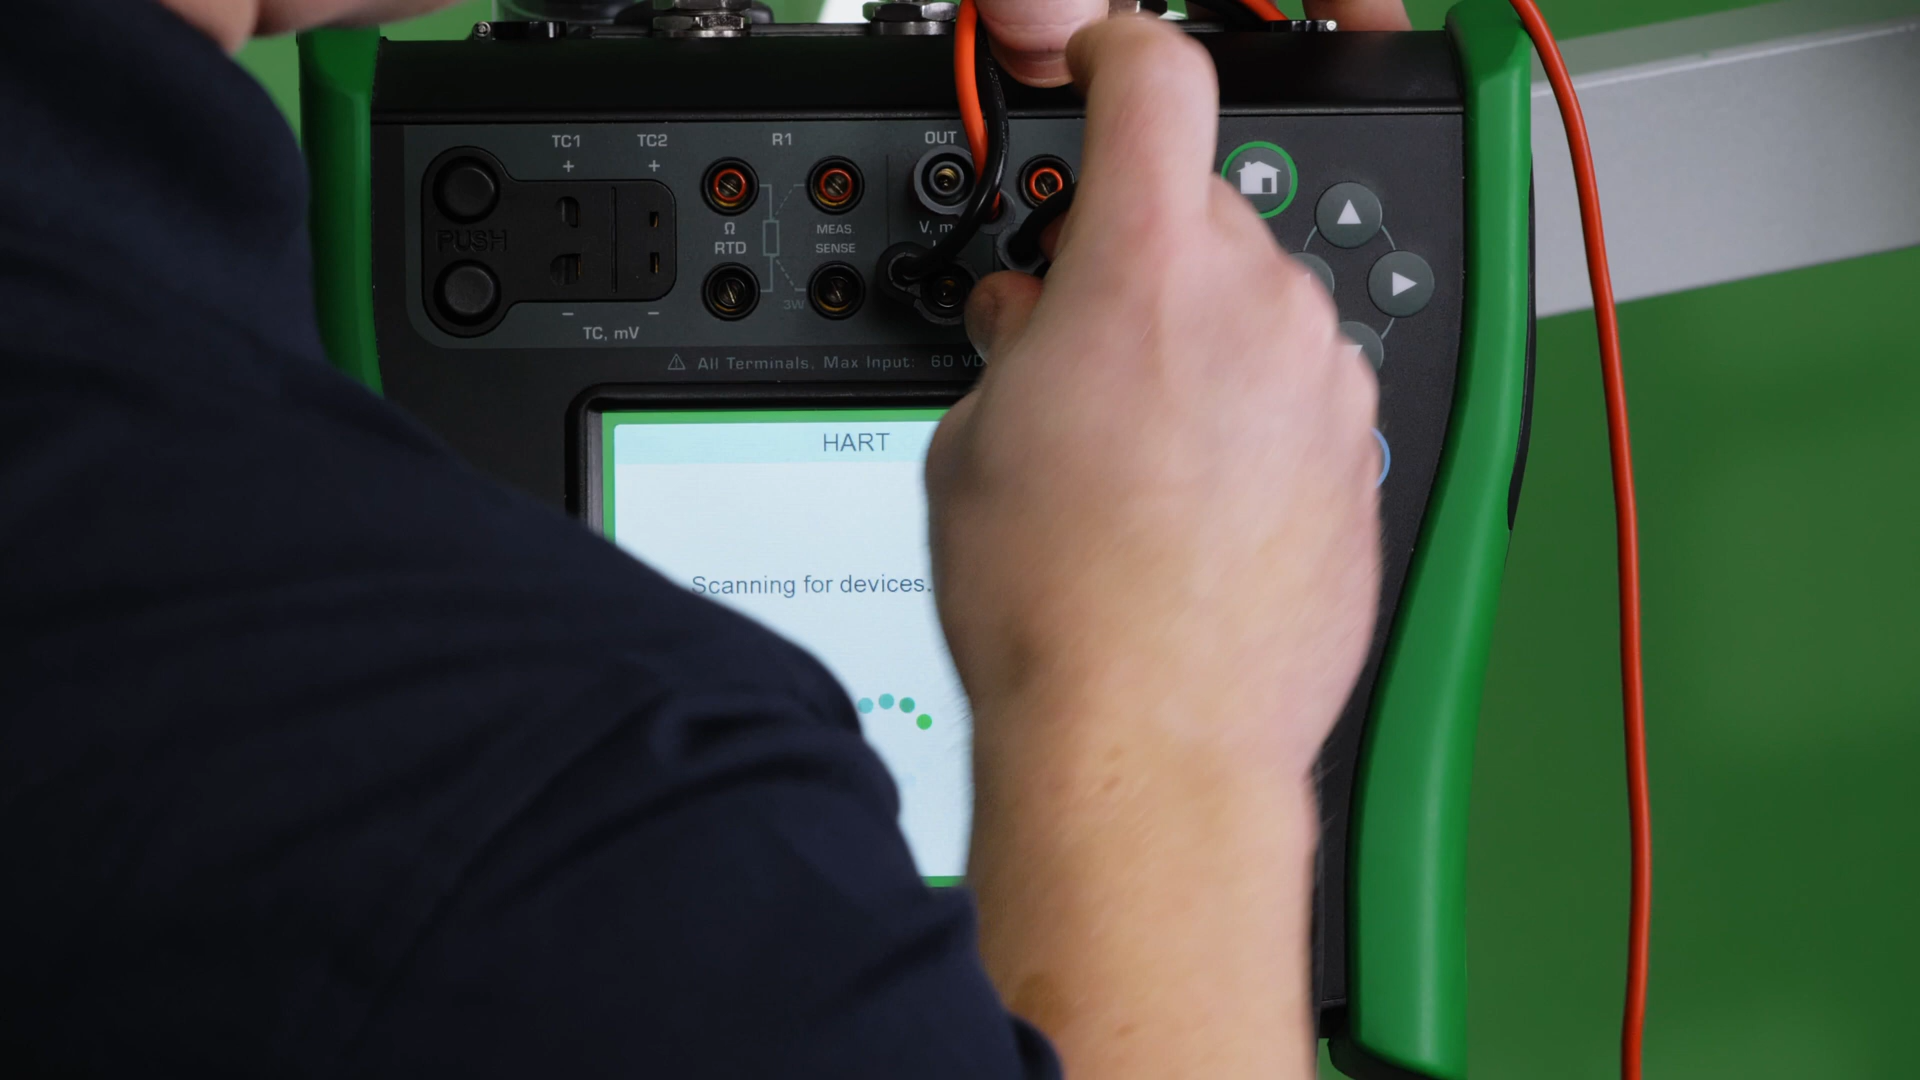 TC1 TC2 R1 OUT
+ +
PUSH
Ω
RTD
MEAS
SENSE
V,
3W
− −
TC, mV
⚠ All Terminals, Max Input: 60
HART
Scanning for devices.